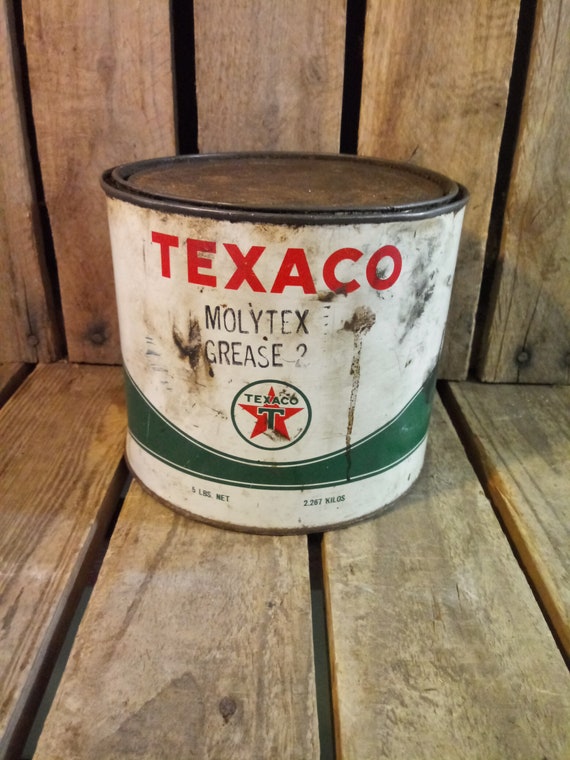 TEXACO
MOLYTEX
GREASE 2
TEXACO
T
5 LBS. NET 2.267 KILOS